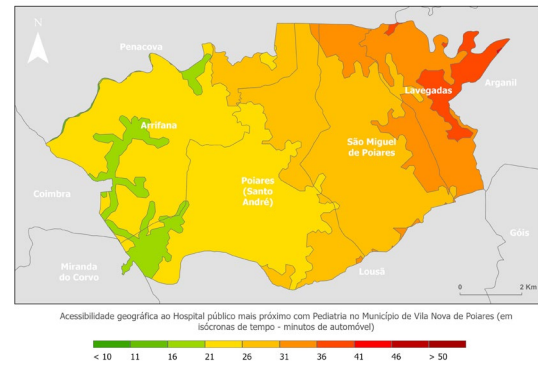 N
Penacova
Lavegadas
Arganil
Arrifana
São Miguel
de Poiares
Poiares
(Santo
André)
Coimbra
Góis
Miranda
do Corvo
Lousã
0 2 Km
Acessibilidade geográfica ao Hospital público mais próximo com Pediatria no Município de Vila Nova de Poiares (em
isócronas de tempo - minutos de automóvel)
< 10 11 16 21 26 31 36 41 46 > 50